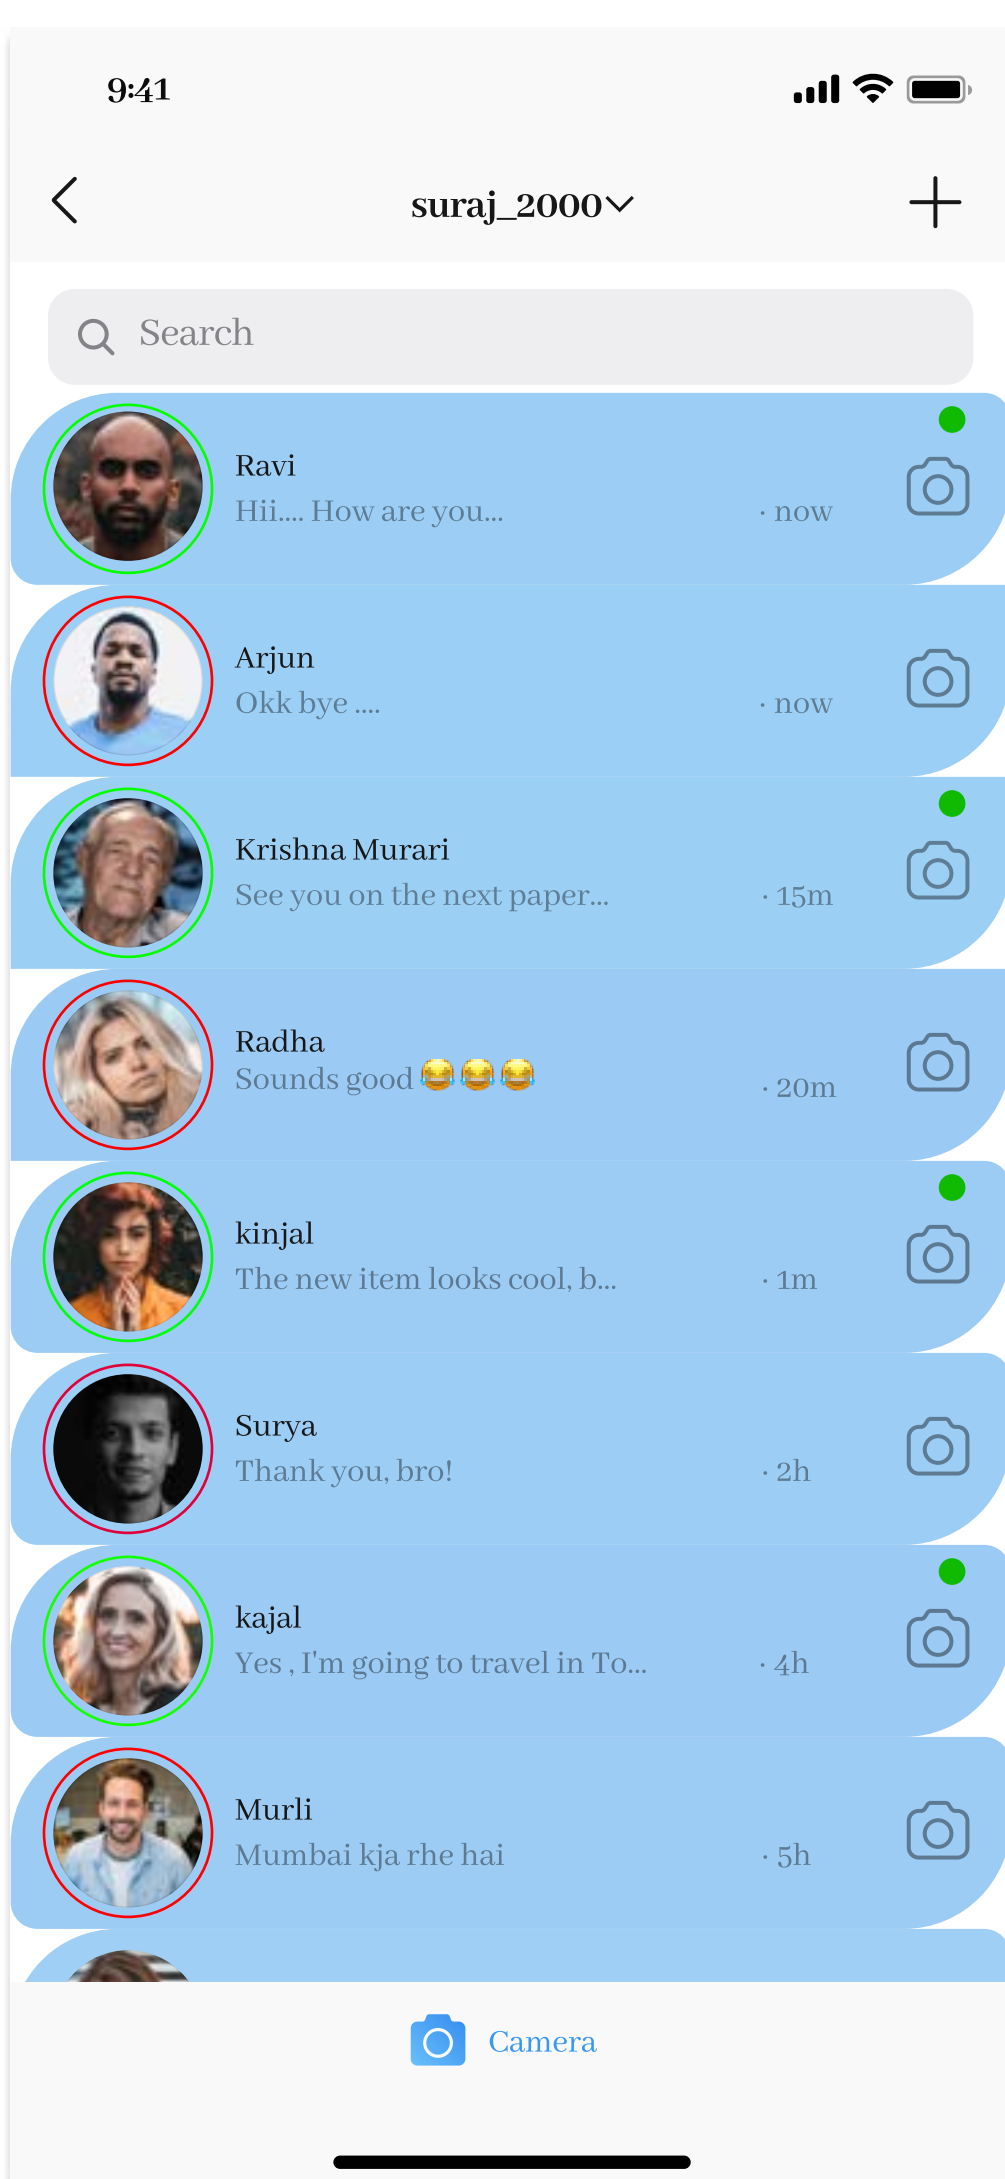 9:41
suraj_2000
Search
Ravi
Hii.... How are you... · now
Arjun
Okk bye .... · now
Krishna Murari
See you on the next paper... · 15m
Radha
Sounds good 😂😂😂 · 20m
kinjal
The new item looks cool, b... · 1m
Surya
Thank you, bro! · 2h
kajal
Yes , I'm going to travel in To... · 4h
Murli
Mumbai kja rhe hai · 5h
Camera